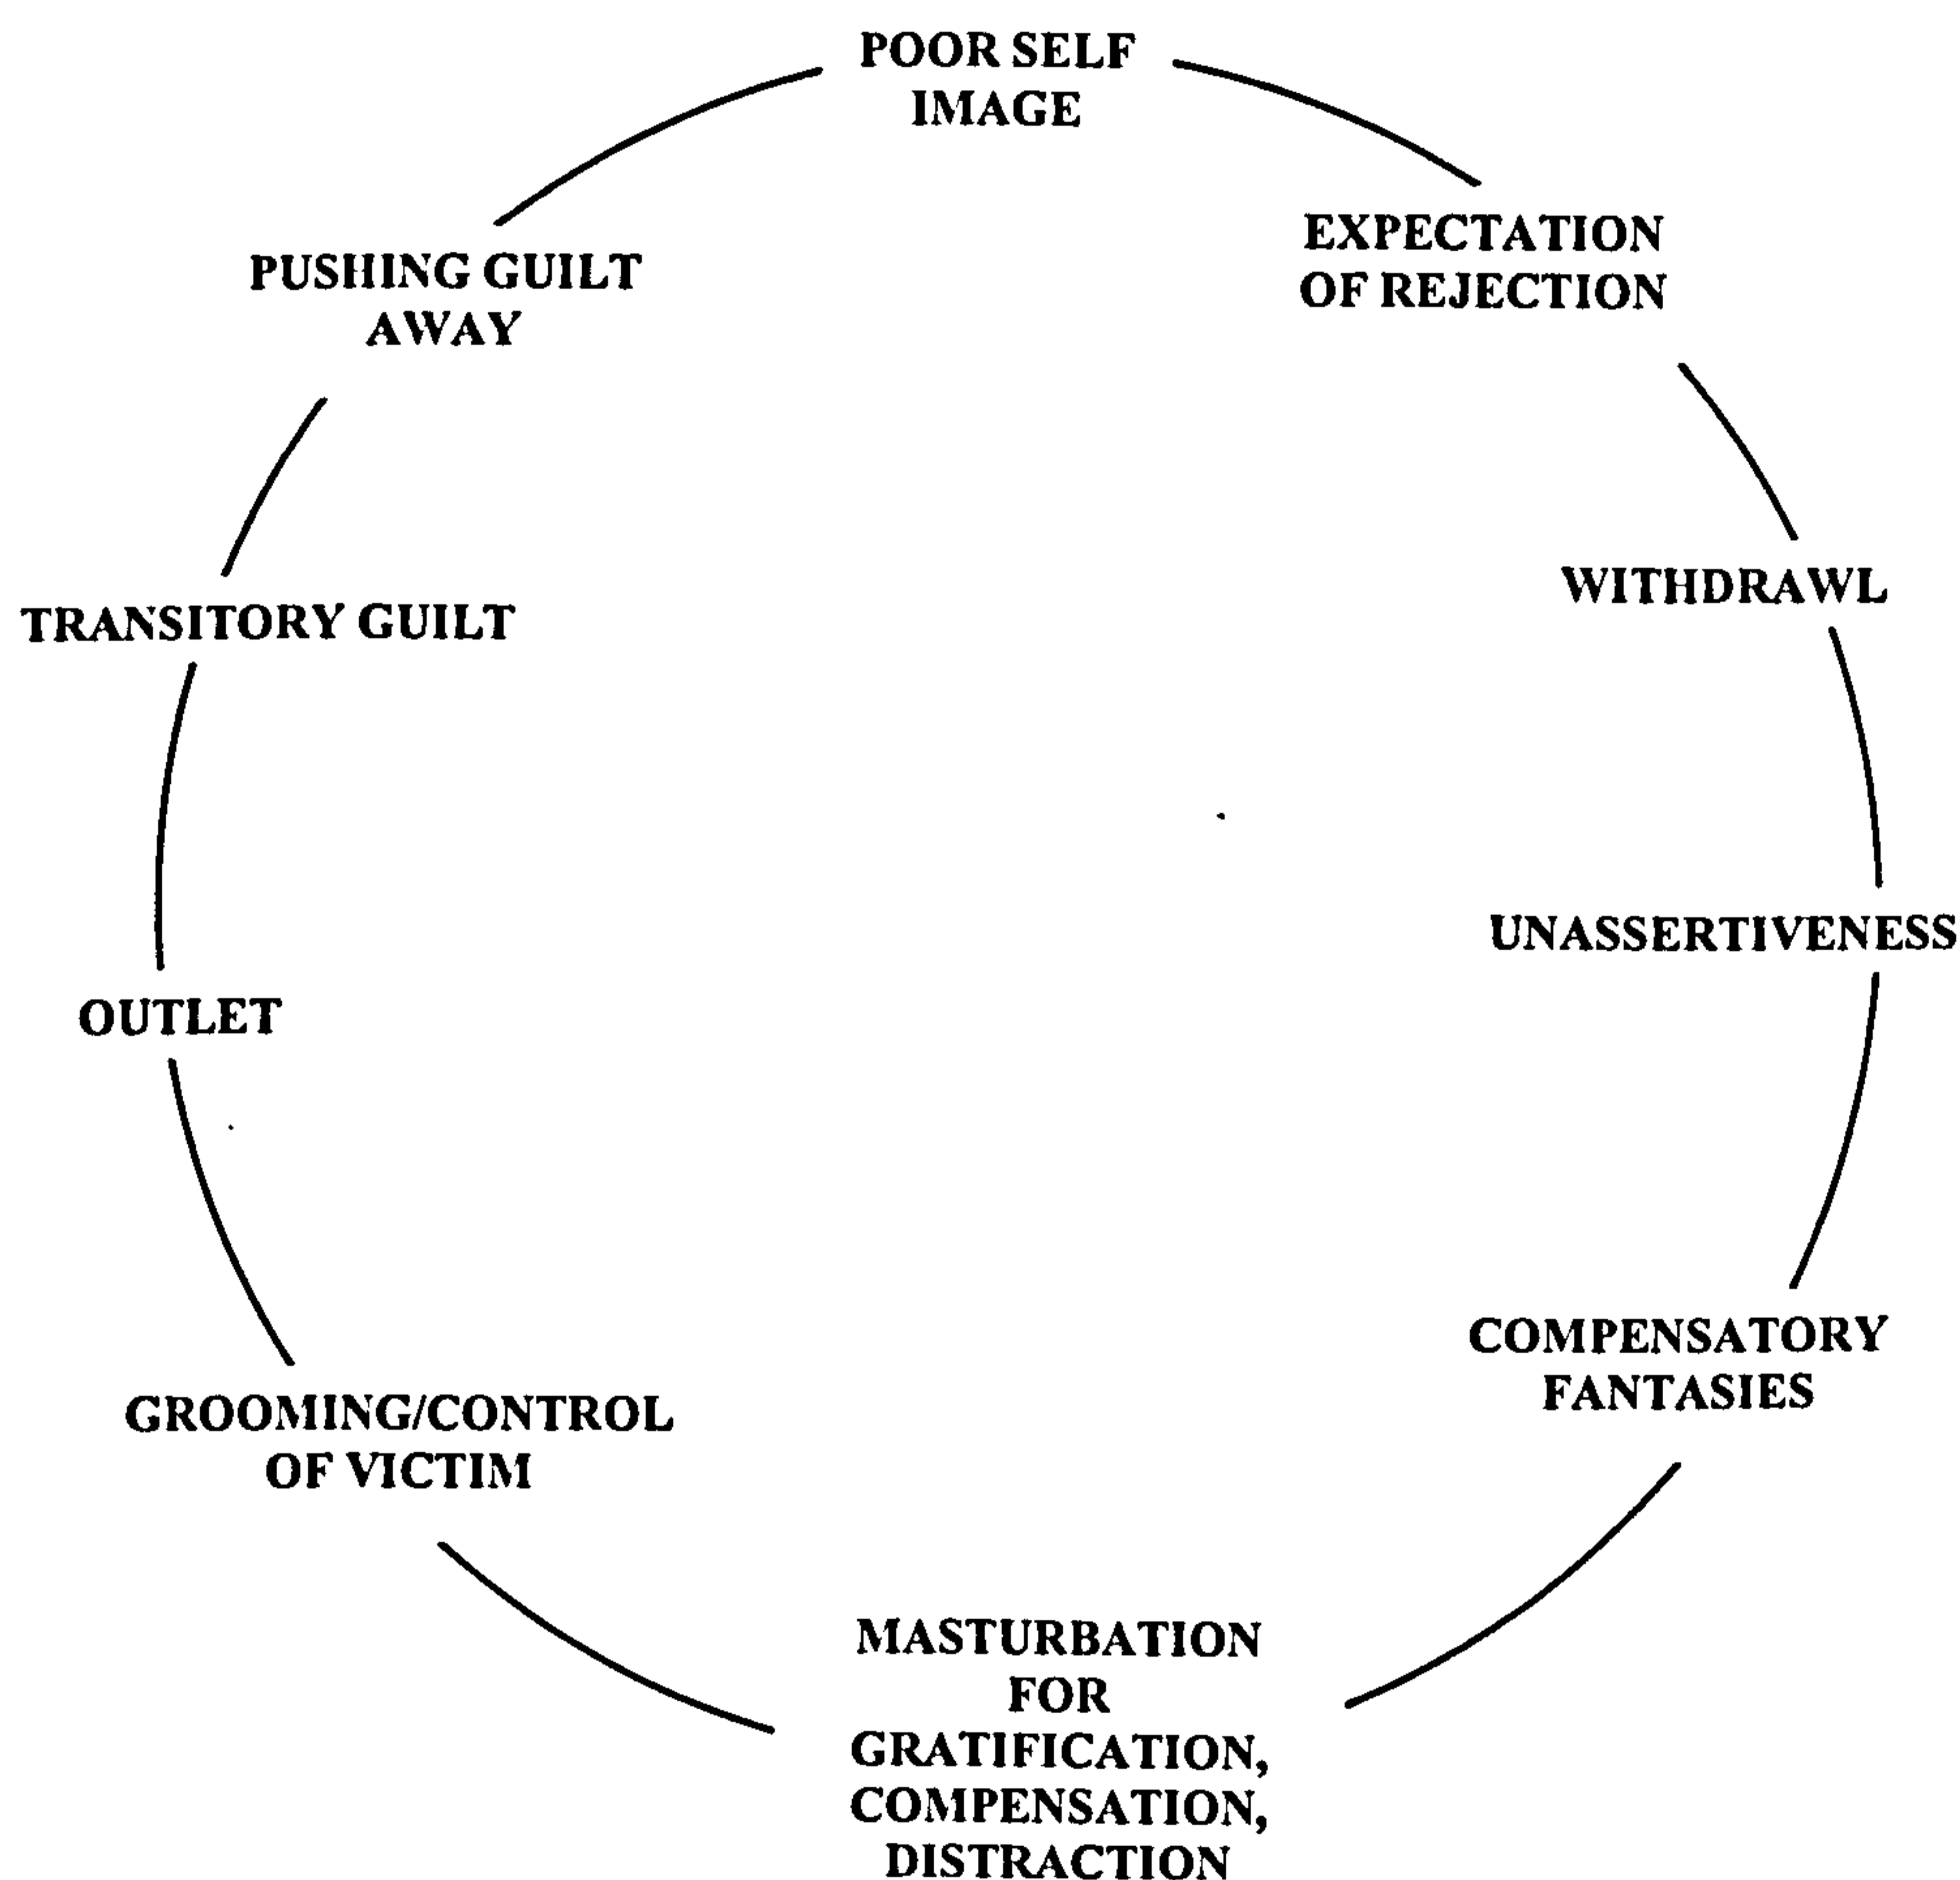 POOR SELF
IMAGE
EXPECTATION
OF REJECTION
WITHDRAWL
UNASSERTIVENESS
COMPENSATORY
FANTASIES
MASTURBATION
FOR
GRATIFICATION,
COMPENSATION,
DISTRACTION
GROOMING/CONTROL
OF VICTIM
OUTLET
TRANSITORY GUILT
PUSHING GUILT
AWAY